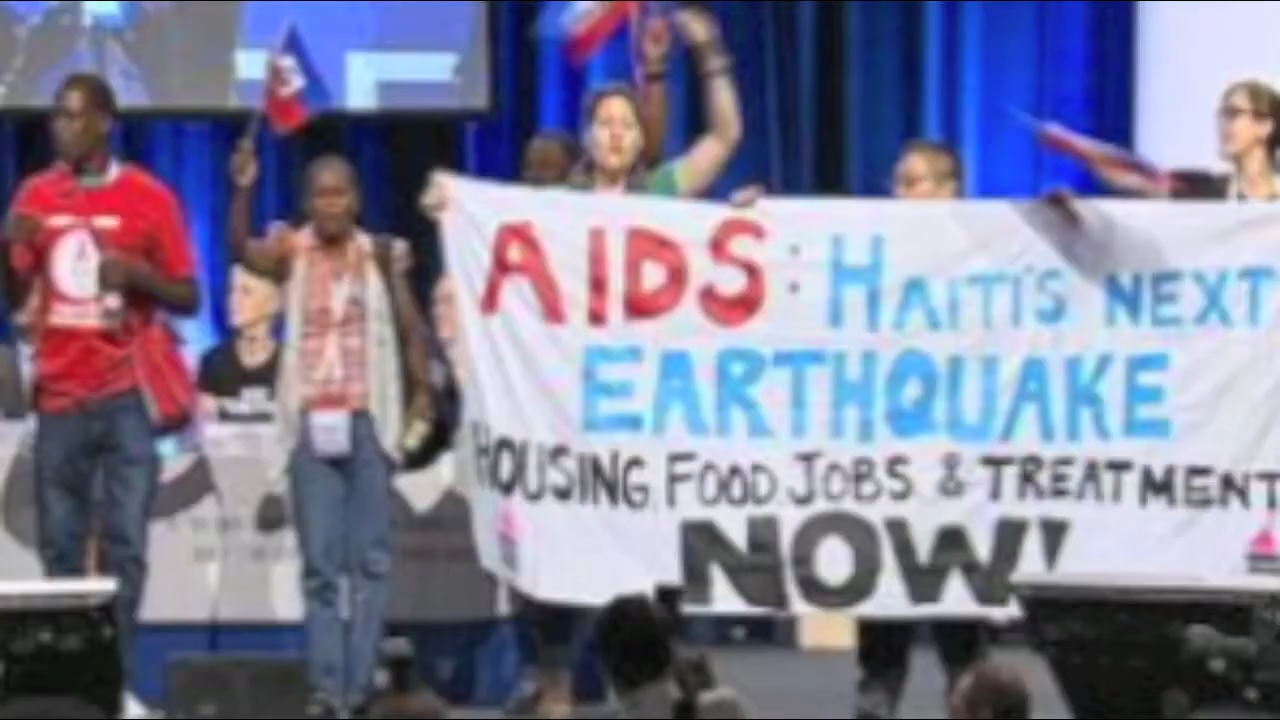 AIDS: HAITI'S NEXT
EARTHQUAKE
HOUSING FOOD JOBS & TREATMENT
NOW!